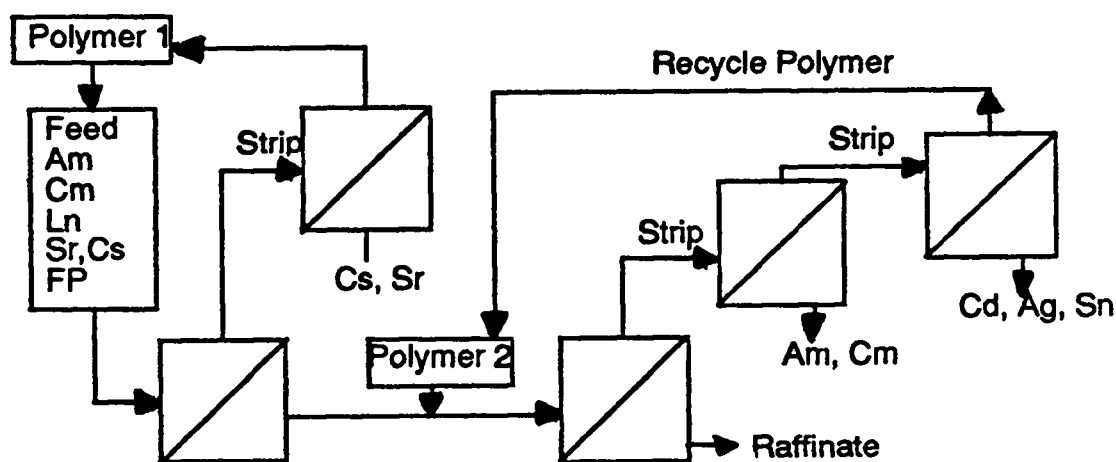 Polymer 1
Recycle Polymer
Feed
Am
Cm
Ln
Sr,Cs
FP
Strip
Strip
Strip
Cs, Sr
Cd, Ag, Sn
Polymer 2
Am, Cm
Raffinate